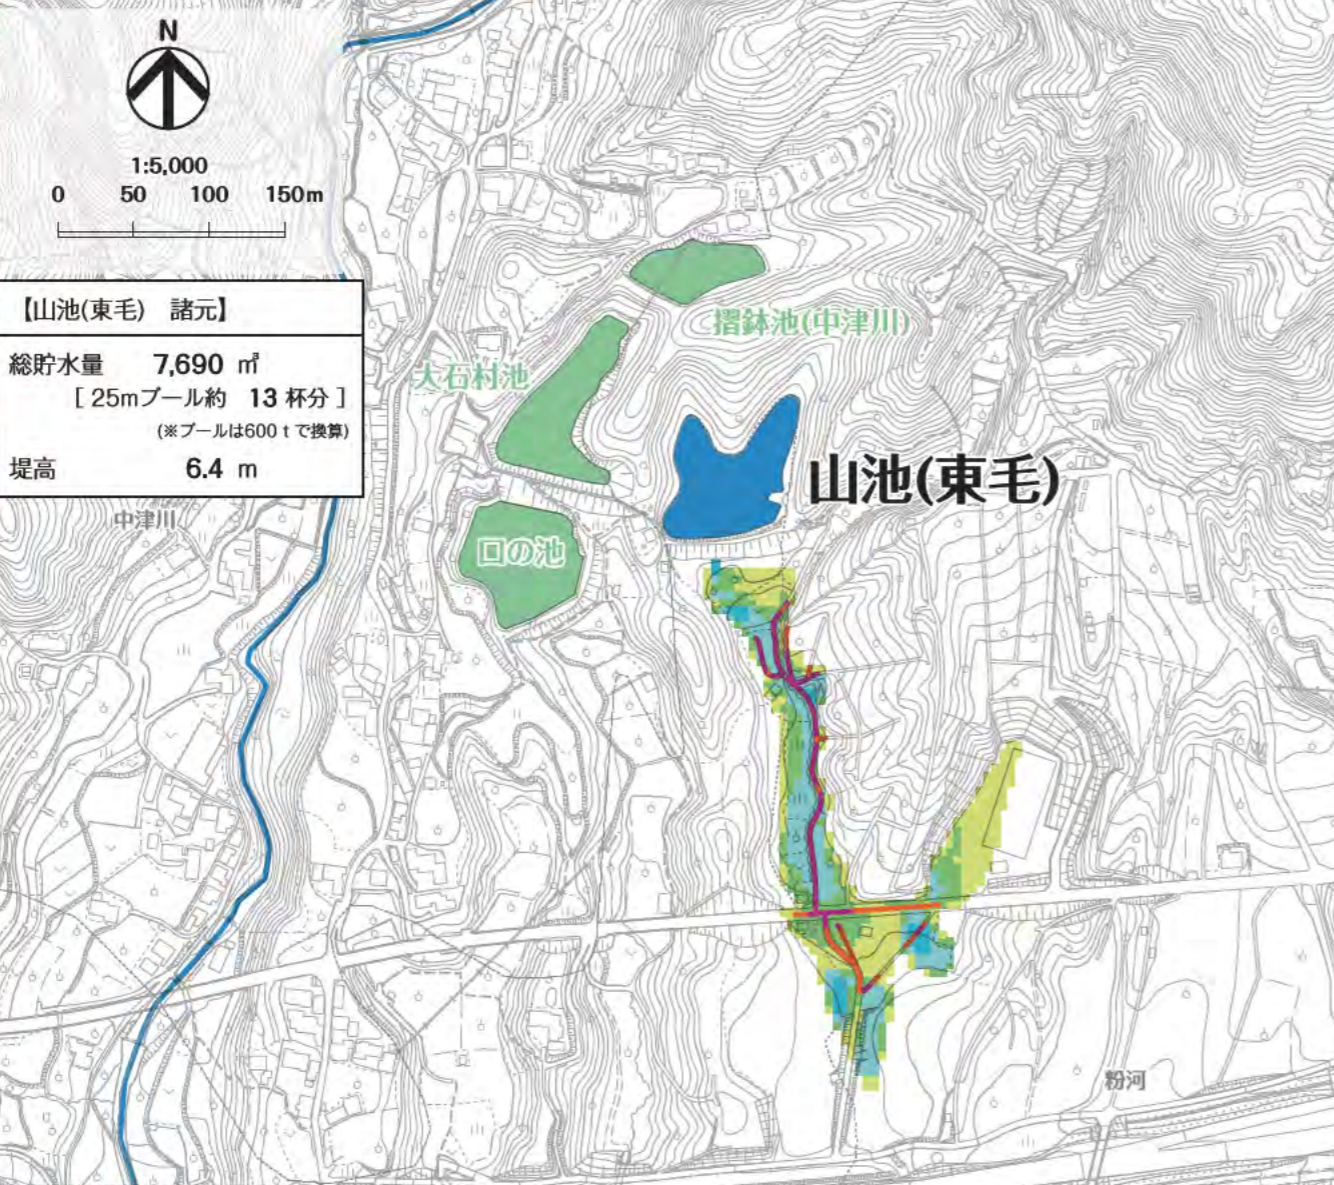 N
1:5,000
0 50 100 150m
【山池(東毛) 諸元】
総貯水量 7,690 ㎥
[ 25mプール約 13 杯分 ]
(※プールは600 t で換算)
堤高 6.4 m
摺鉢池(中津川)
大石村池
山池(東毛)
口の池
中津川
粉河